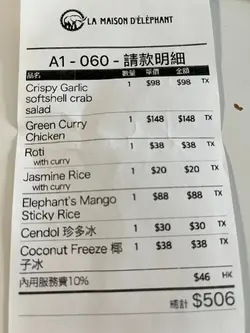 LA MAISON D'ÉLÉPHANT
A1 - 060 - 請款明細
品名 數量 單價 金額
Crispy Garlic 1 $98 $98 TX
softshell crab
salad
Green Curry 1 $148 $148 TX
Chicken
Roti 1 $38 $38 TX
with curry
Jasmine Rice 1 $20 $20 TX
with curry
Elephant's Mango 1 $88 $88 TX
Sticky Rice
Cendol 珍多冰 1 $30 $30 TX
Coconut Freeze 椰 1 $38 $38 TX
子冰
內用服務費10% $46 HK
總計 $506